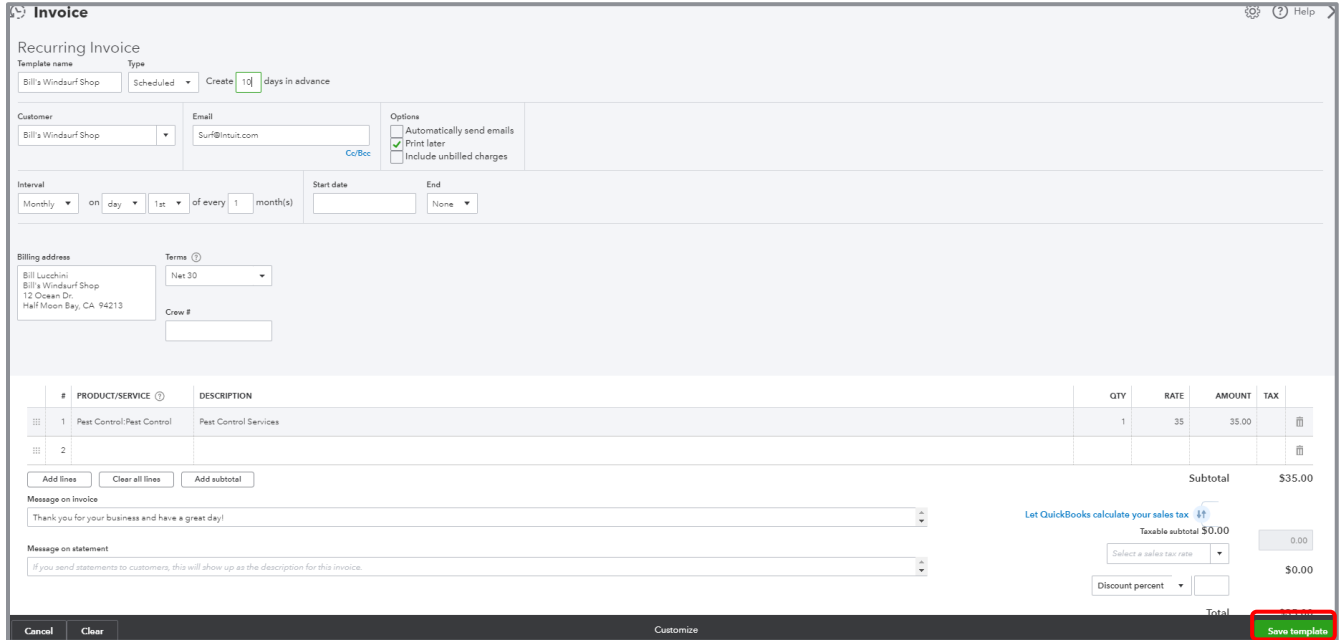 Invoice
Help
Recurring Invoice
Template name Type
Bill's Windsurf Shop Scheduled Create 10 days in advance
Customer Email Options
Bill's Windsurf Shop Surf@Intuit.com Automatically send emails
Print later
Cc/Bcc Include unbilled charges
Interval Start date End
Monthly on day 1st of every 1 month(s) None
Billing address Terms
Bill Lucchini Net 30
Bill's Windsurf Shop
12 Ocean Dr.
Half Moon Bay, CA 94213
Crew #
# PRODUCT/SERVICE DESCRIPTION QTY RATE AMOUNT TAX
1 Pest Control:Pest Control Pest Control Services 1 35 35.00
2
Add lines Clear all lines Add subtotal Subtotal $35.00
Message on invoice
Thank you for your business and have a great day!
Let QuickBooks calculate your sales tax
Taxable subtotal $0.00
0.00
Message on statement
Select a sales tax rate
If you send statements to customers, this will show up as the description for this invoice.
$0.00
Discount percent
Total $35.00
Cancel Clear Customize Save template